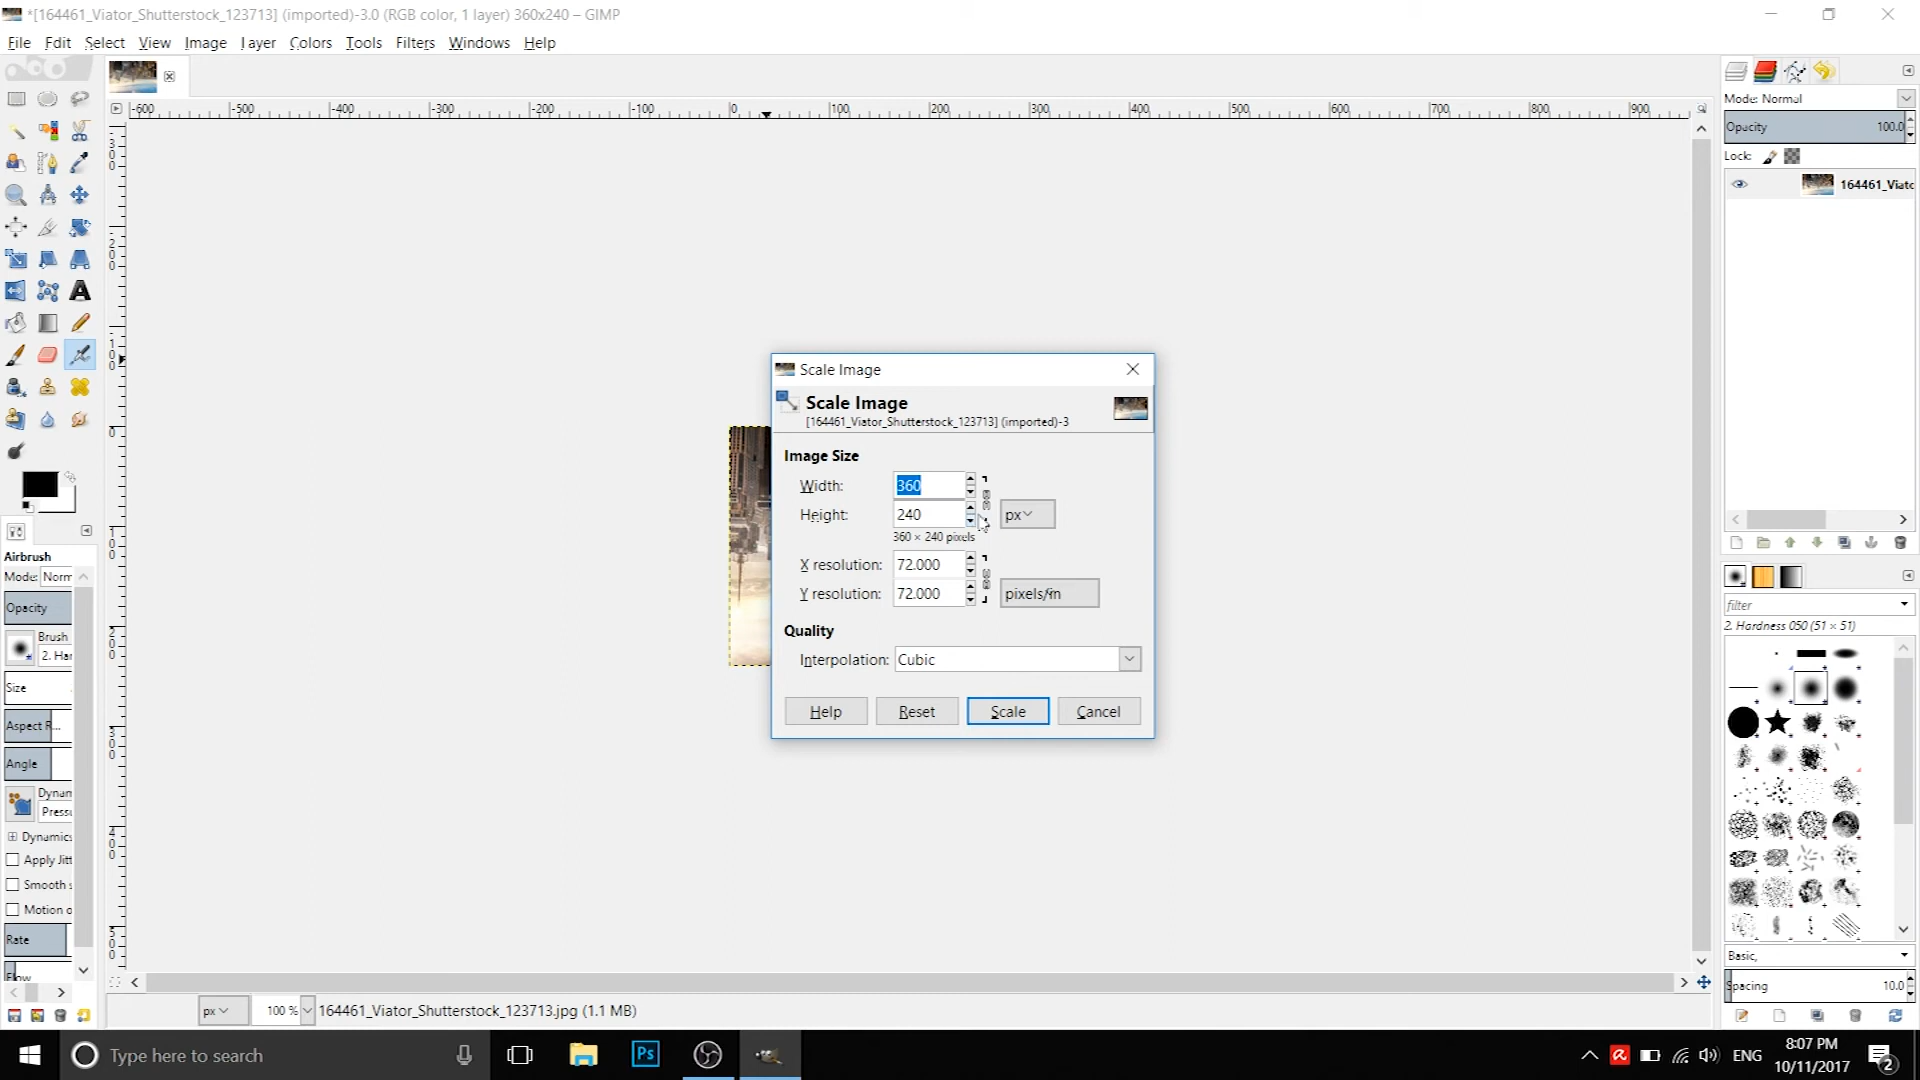 *[164461_Viator_Shutterstock_123713] (imported)-3.0 (RGB color, 1 layer) 360x240 – GIMP
File Edit Select View Image Layer Colors Tools Filters Windows Help
-600 -500 -400 -300 -200 -100 0 100 200 300 400 500 600 700 800 900
Mode: Normal
Opacity 100.0
Lock:
164461_Viatc
Scale Image
Scale Image
[164461_Viator_Shutterstock_123713] (imported)-3
Image Size
Width: 360
Height: 240 px
360 × 240 pixels
X resolution: 72.000
Y resolution: 72.000 pixels/in
Quality
Interpolation: Cubic
Help Reset Scale Cancel
Airbrush
Mode: Norm
Opacity
Brush
2. Har
Size
Aspect R...
Angle
Dynam
Pressu
Dynamics
Apply Jitt
Smooth s
Motion o
Rate
Flow
filter
2. Hardness 050 (51 × 51)
Basic,
Spacing 10.0
px 100 % 164461_Viator_Shutterstock_123713.jpg (1.1 MB)
Type here to search
Ps
ENG
8:07 PM
10/11/2017
2